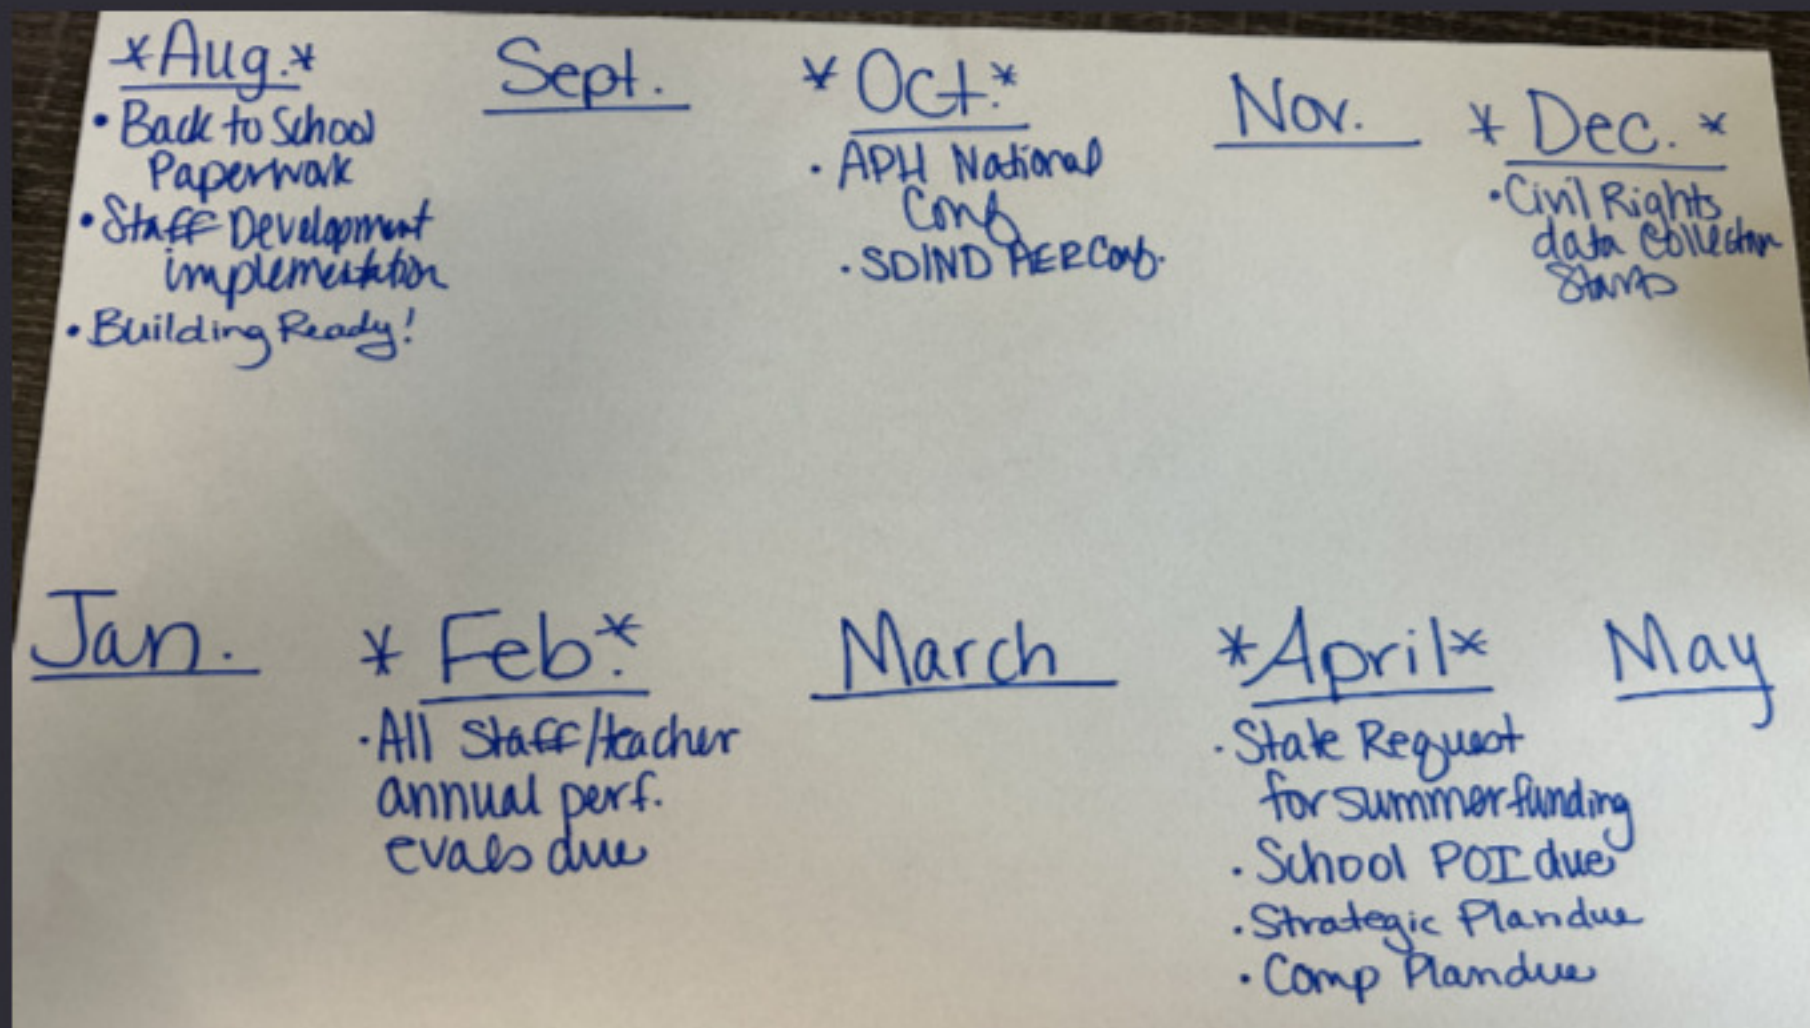 *Aug.*
• Back to School
Paperwork
• Staff Development
implementation
• Building Ready!
Sept.
* Oct.*
• APH National
Conf
• SD/ND AER Conf.
Nov.
* Dec. *
• Civil Rights
data collection
Starts
Jan.
* Feb.*
• All Staff/teacher
annual perf.
evals due
March
*April*
• State Request
for summer funding
• School POI due
• Strategic Plan due
• Comp Plan due
May